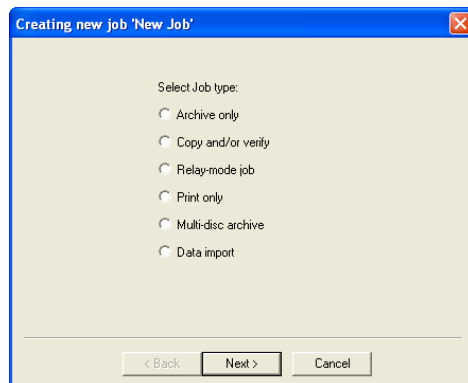 Creating new job 'New Job'
Select Job type:
Archive only
Copy and/or verify
Relay-mode job
Print only
Multi-disc archive
Data import
< Back Next > Cancel